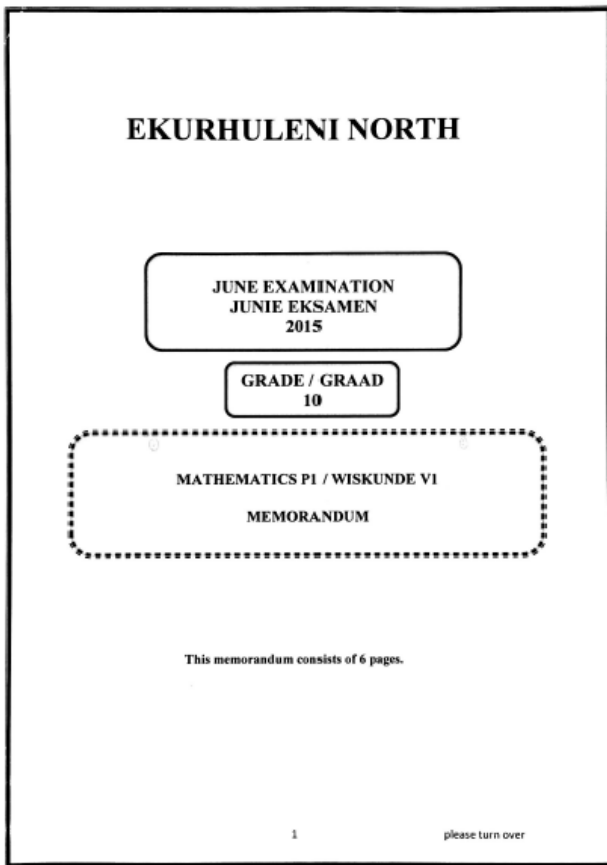 EKURHULENI NORTH
JUNE EXAMINATION
JUNIE EKSAMEN
2015
GRADE / GRAAD
10
MATHEMATICS P1 / WISKUNDE V1
MEMORANDUM
This memorandum consists of 6 pages.
1 please turn over